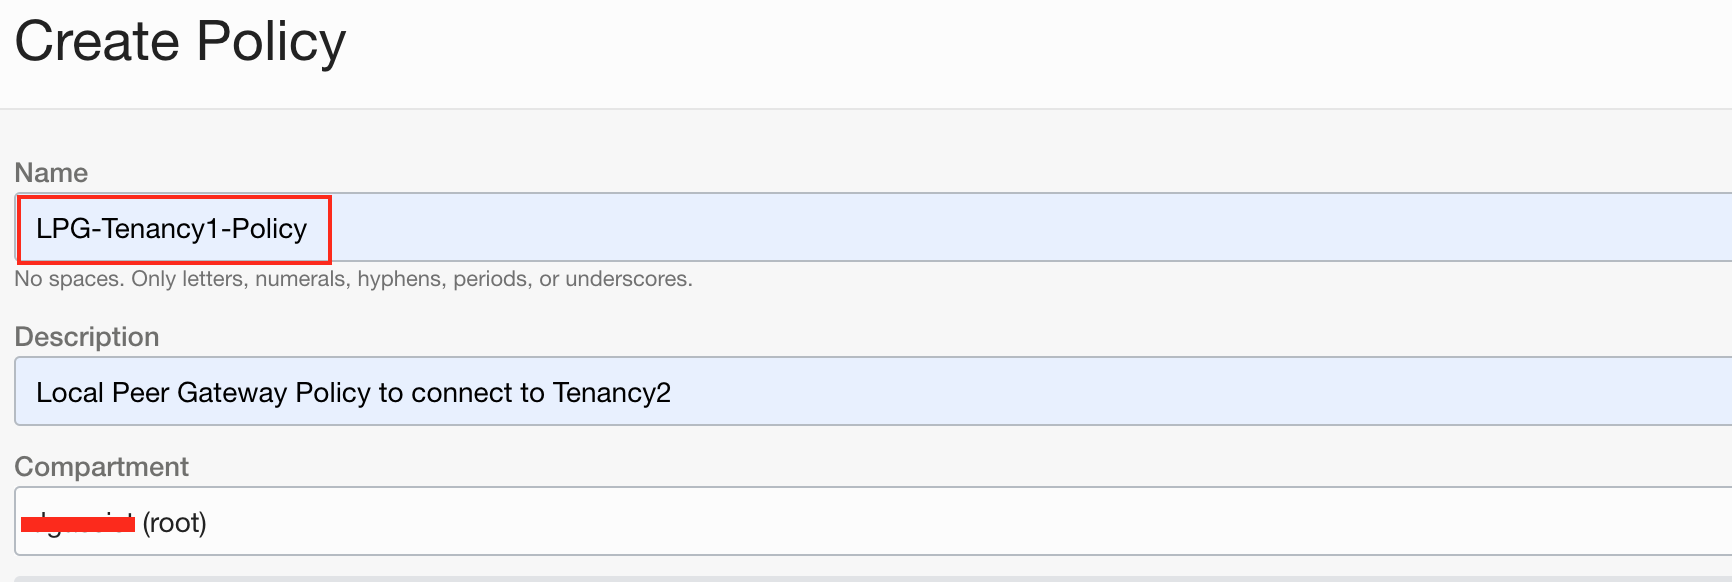 Create Policy
Name
LPG-Tenancy1-Policy
No spaces. Only letters, numerals, hyphens, periods, or underscores.
Description
Local Peer Gateway Policy to connect to Tenancy2
Compartment
(root)